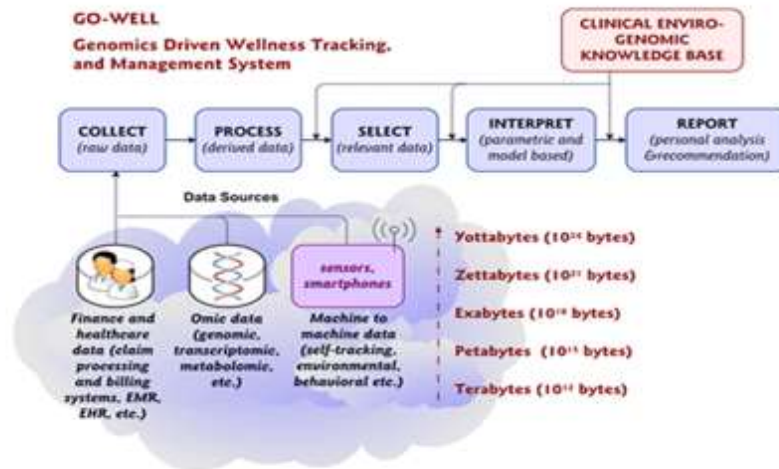 GO-WELL
Genomics Driven Wellness Tracking,
and Management System
CLINICAL ENVIRO-
GENOMIC
KNOWLEDGE BASE
COLLECT
(raw data)
PROCESS
(derived data)
SELECT
(relevant data)
INTERPRET
(parametric and
model based)
REPORT
(personal analysis
&recommendation)
Data Sources
sensors,
smartphones
Finance and
healthcare
data (claim
processing
and billing
systems, EMR,
EHR, etc.)
Omic data
(genomic,
transcriptomic,
metabolomic,
etc.)
Machine to
machine data
(self-tracking,
environmental,
behavioral etc.)
Yottabytes (10²⁴ bytes)
Zettabytes (10²¹ bytes)
Exabytes (10¹⁸ bytes)
Petabytes (10¹⁵ bytes)
Terabytes (10¹² bytes)